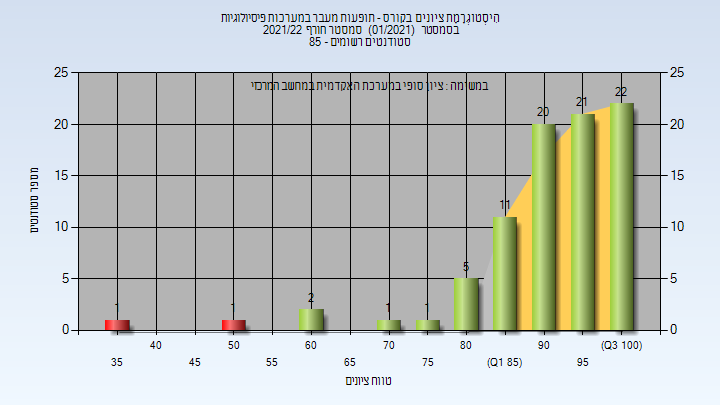 היסטוגרמת ציונים בקורס - תופעות מעבר במערכות פיסיולוגיות
בסמסטר (01/2021) סמסטר חורף 2021/22
סטודנטים רשומים - 85
במשימה : ציון סופי במערכת האקדמית במחשב המרכזי
מספר סטודנטים
25 25
20 20
15 15
10 10
5 5
0 0
1 1 2 1 1 5 11 20 21 22
40 50 60 70 80 90 (Q3 100)
35 45 55 65 75 (Q1 85) 95
טווח ציונים